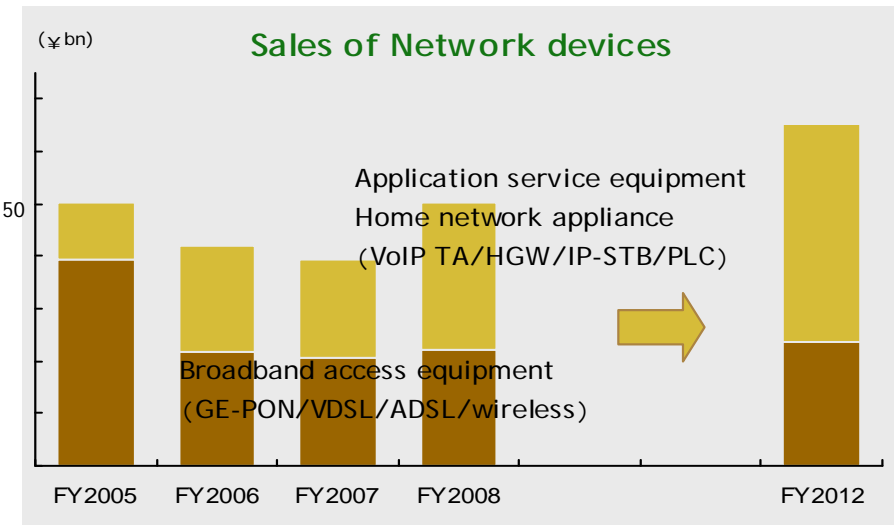 (¥bn)
Sales of Network devices
Application service equipment
50
Home network appliance
(VoIP TA/HGW/IP-STB/PLC)
Broadband access equipment
(GE-PON/VDSL/ADSL/wireless)
FY2005 FY2006 FY2007 FY2008 FY2012